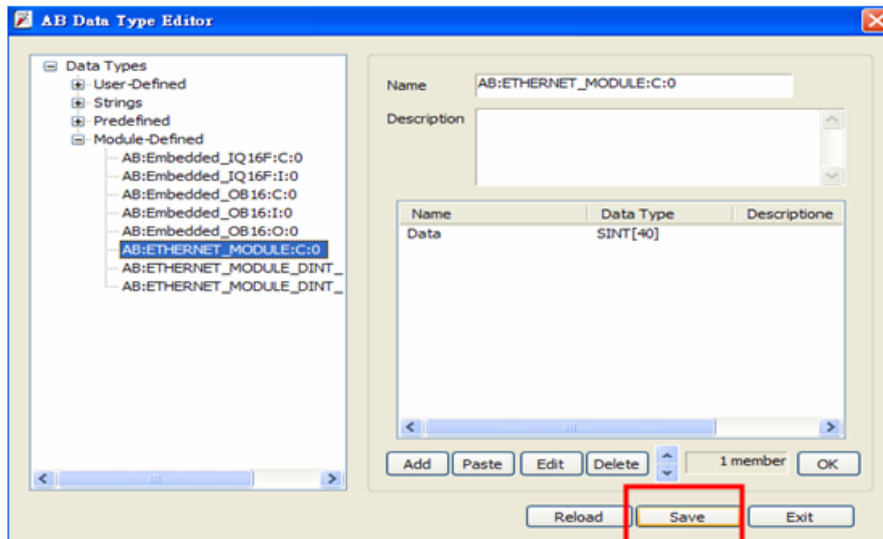 AB Data Type Editor
Data Types
User-Defined
Strings
Predefined
Module-Defined
AB:Embedded_IQ16F:C:0
AB:Embedded_IQ16F:I:0
AB:Embedded_OB16:C:0
AB:Embedded_OB16:I:0
AB:Embedded_OB16:O:0
AB:ETHERNET_MODULE:C:0
AB:ETHERNET_MODULE_DINT_
AB:ETHERNET_MODULE_DINT_
Name AB:ETHERNET_MODULE:C:0
Description
Name Data Type Descriptione
Data SINT[40]
Add Paste Edit Delete 1 member OK
Reload Save Exit